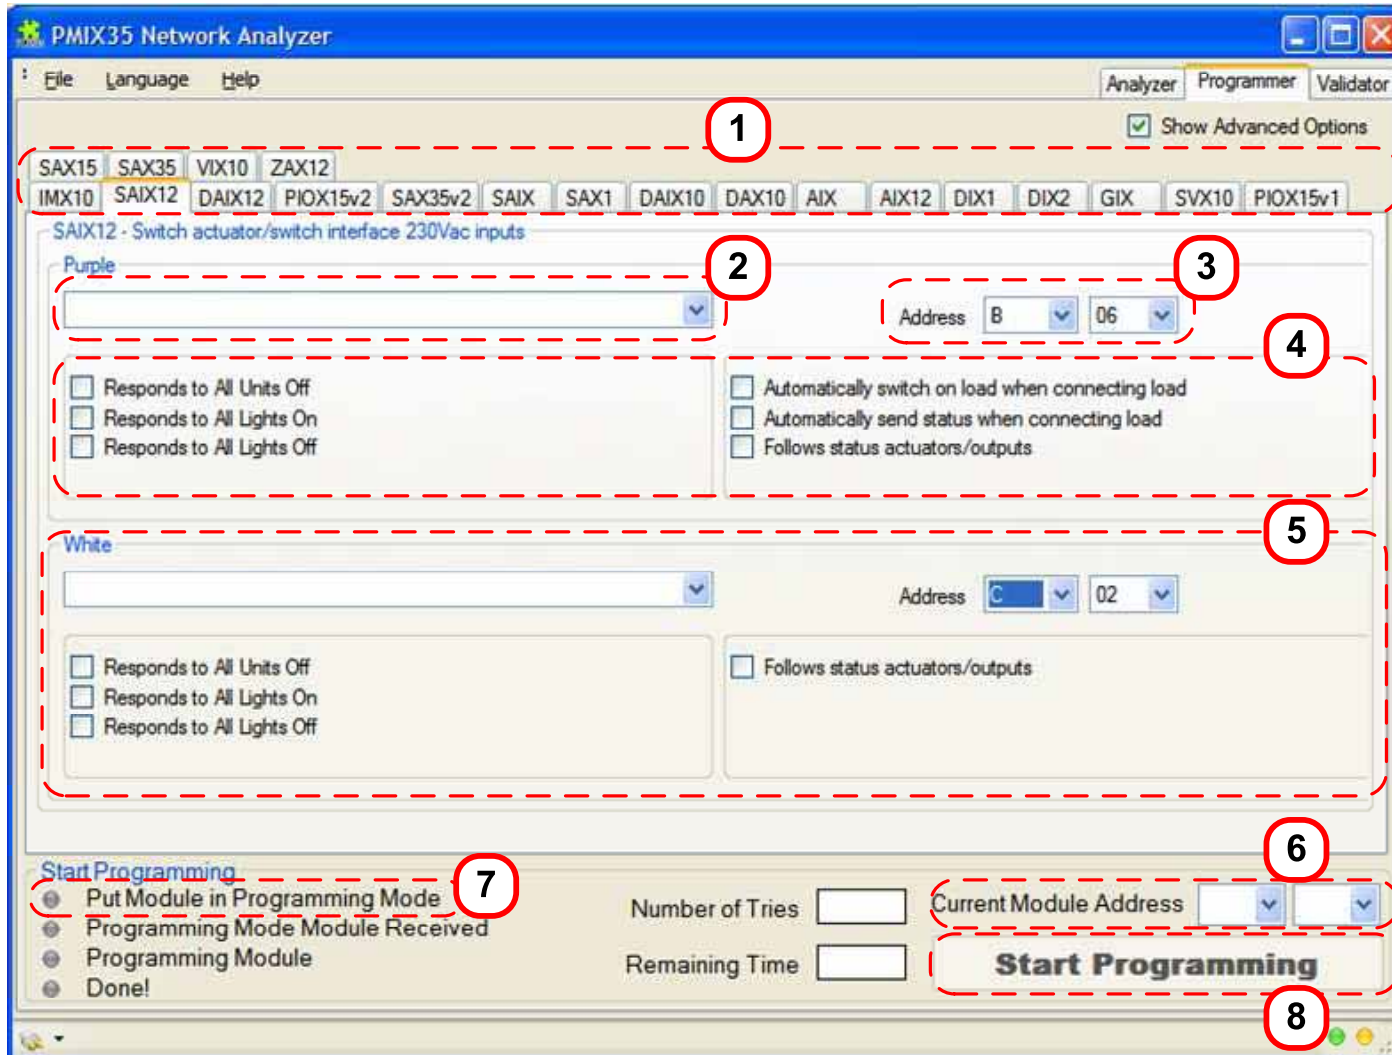 PMIX35 Network Analyzer
File Language Help
Analyzer Programmer Validator
1
Show Advanced Options
SAX15 SAX35 VIX10 ZAX12
IMX10 SAIX12 DAIX12 PIOX15v2 SAX35v2 SAIX SAX1 DAIX10 DAX10 AIX AIX12 DIX1 DIX2 GIX SVX10 PIOX15v1
SAIX12 - Switch actuator/switch interface 230Vac inputs
Purple
2
3
Address B 06
4
Responds to All Units Off
Responds to All Lights On
Responds to All Lights Off
Automatically switch on load when connecting load
Automatically send status when connecting load
Follows status actuators/outputs
5
White
Address C 02
Responds to All Units Off
Responds to All Lights On
Responds to All Lights Off
Follows status actuators/outputs
6
Start Programming
7
Put Module in Programming Mode
Programming Mode Module Received
Programming Module
Done!
Number of Tries
Remaining Time
Current Module Address
Start Programming
8